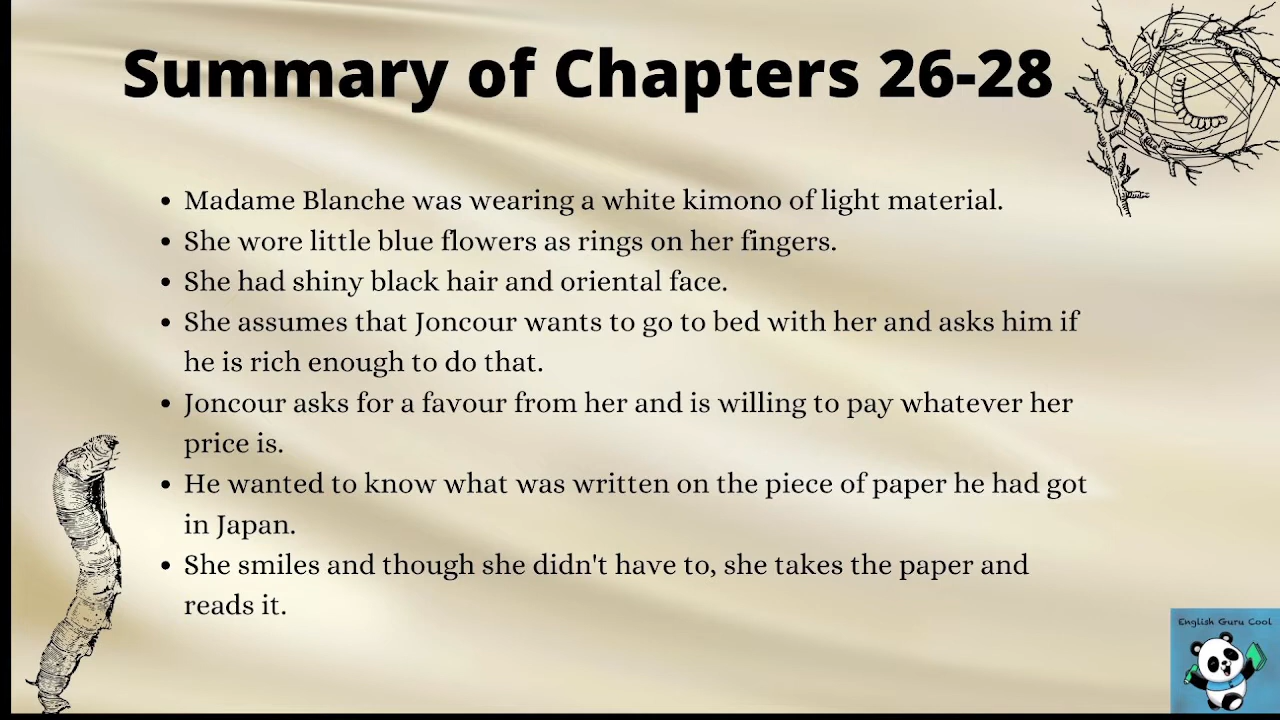 Summary of Chapters 26-28
• Madame Blanche was wearing a white kimono of light material.
• She wore little blue flowers as rings on her fingers.
• She had shiny black hair and oriental face.
• She assumes that Joncour wants to go to bed with her and asks him if
he is rich enough to do that.
• Joncour asks for a favour from her and is willing to pay whatever her
price is.
• He wanted to know what was written on the piece of paper he had got
in Japan.
• She smiles and though she didn't have to, she takes the paper and
reads it.
English Guru Cool